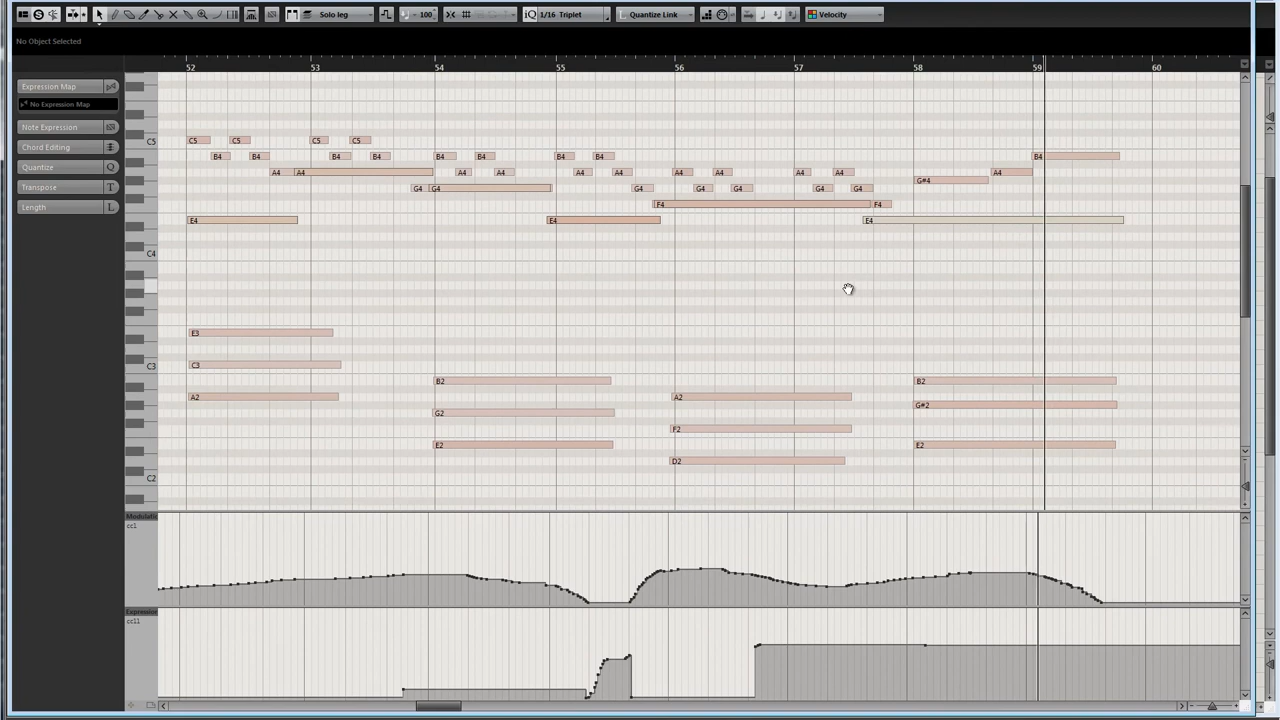 Solo leg 100 iQ 1/16 Triplet Quantize Link Velocity
No Object Selected
52 53 54 55 56 57 58 59 60
Expression Map
No Expression Map
Note Expression
Chord Editing
Quantize Q
Transpose
Length L
C5 C5 C5 C5 C5
B4 B4 B4 B4 B4 B4 B4 B4 B4
A4 A4 A4 A4 A4 A4 A4 A4 A4 A4 A4
G#4
G4 G4 G4 G4 G4 G4 G4
F4 F4
E4 E4 E4
C4
E3
C3 C3
B2 B2
A2 A2
G#2
G2
F2
E2 E2
D2
C2
Modulatio
cc1
Expression
cc11